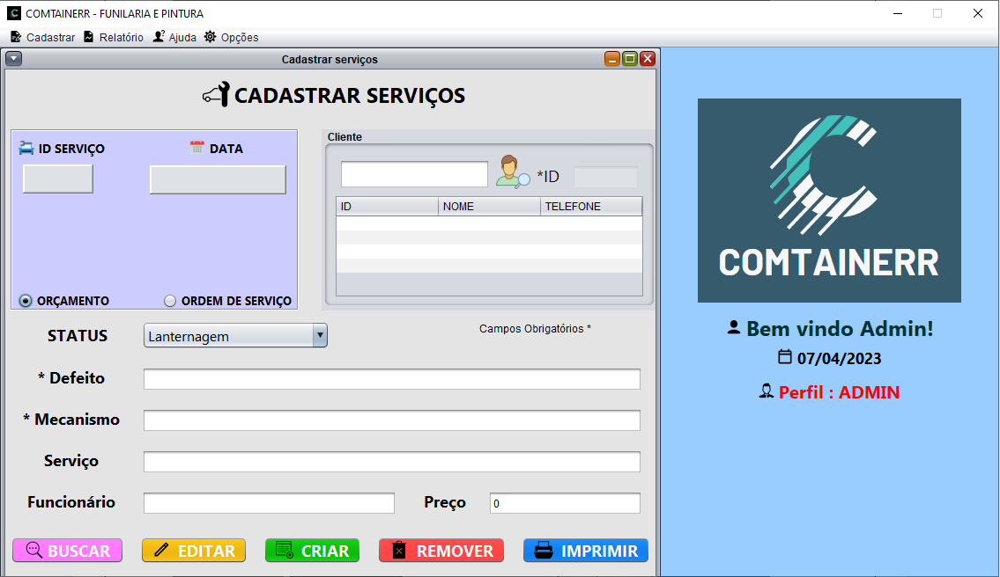 COMTAINERR - FUNILARIA E PINTURA
Cadastrar Relatório Ajuda Opções
Cadastrar serviços
CADASTRAR SERVIÇOS
ID SERVIÇO DATA
ORÇAMENTO ORDEM DE SERVIÇO
Cliente
*ID
ID NOME TELEFONE
STATUS Lanternagem
Campos Obrigatórios *
* Defeito
* Mecanismo
Serviço
Funcionário Preço 0
BUSCAR EDITAR CRIAR REMOVER IMPRIMIR
COMTAINERR
Bem vindo Admin!
07/04/2023
Perfil : ADMIN